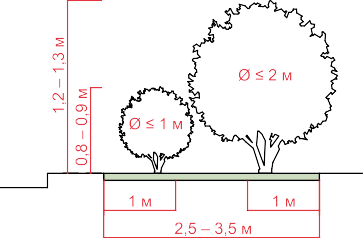 1,2 – 1,3 м
0,8 – 0,9 м
Ø ≤ 1 м
Ø ≤ 2 м
1 м
1 м
2,5 – 3,5 м